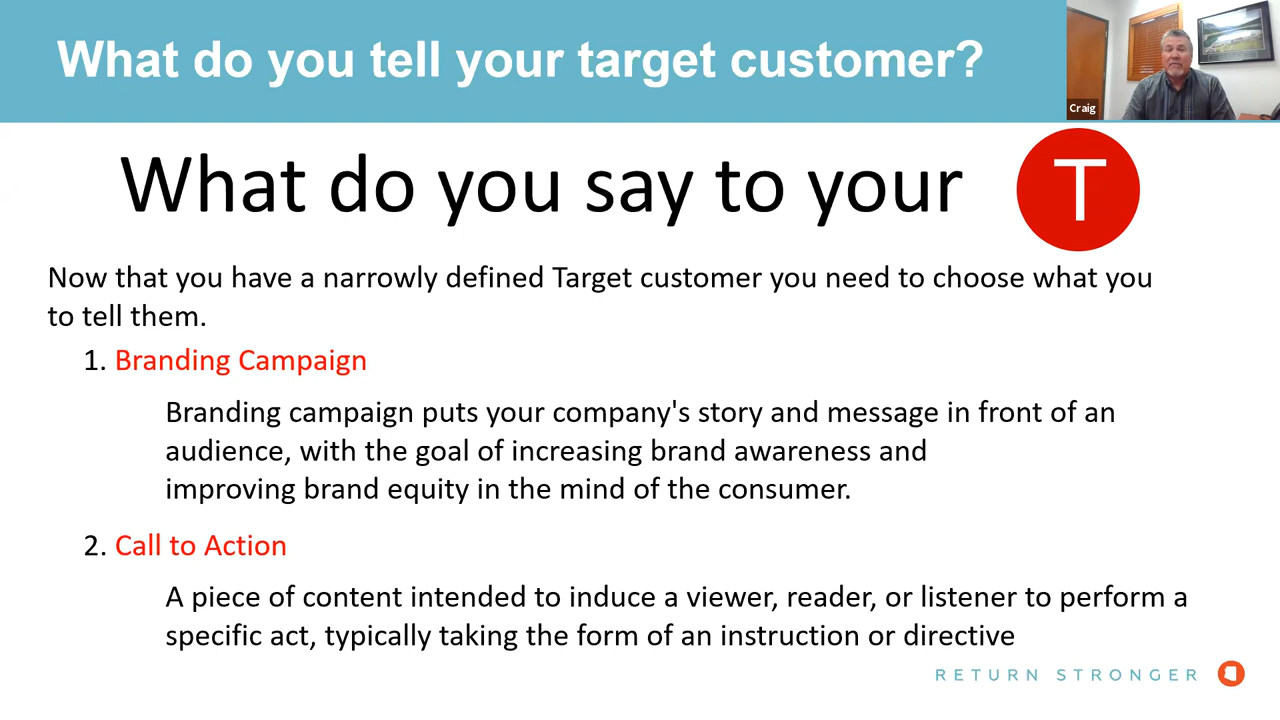 What do you tell your target customer?
Craig
What do you say to your T
Now that you have a narrowly defined Target customer you need to choose what you
to tell them.
1. Branding Campaign
Branding campaign puts your company's story and message in front of an
audience, with the goal of increasing brand awareness and
improving brand equity in the mind of the consumer.
2. Call to Action
A piece of content intended to induce a viewer, reader, or listener to perform a
specific act, typically taking the form of an instruction or directive
RETURN STRONGER